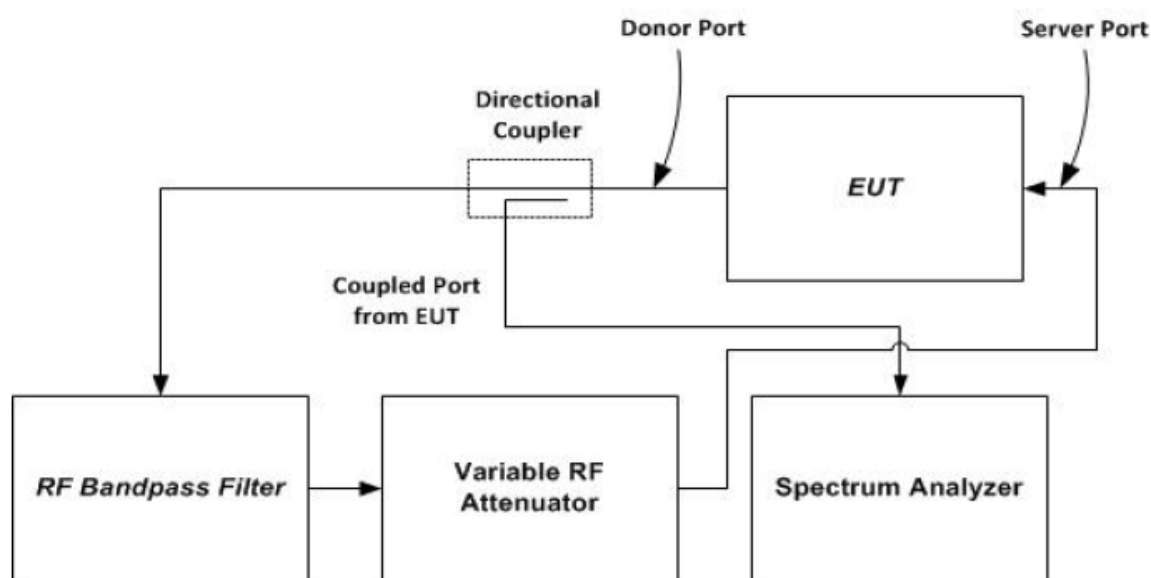 Donor Port
Server Port
Directional
Coupler
EUT
Coupled Port
from EUT
RF Bandpass Filter
Variable RF
Attenuator
Spectrum Analyzer